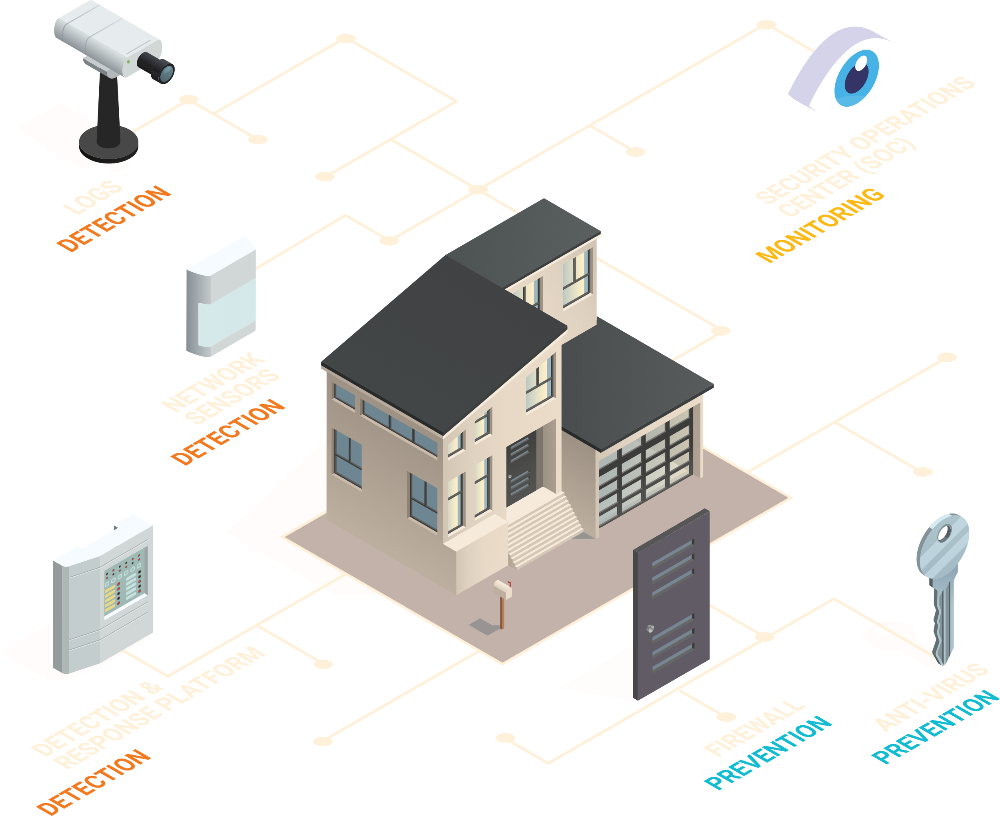 LOGS
DETECTION
SECURITY OPERATIONS
CENTER (SOC)
MONITORING
NETWORK
SENSORS
DETECTION
DETECTION &
RESPONSE PLATFORM
DETECTION
FIREWALL
PREVENTION
ANTI-VIRUS
PREVENTION